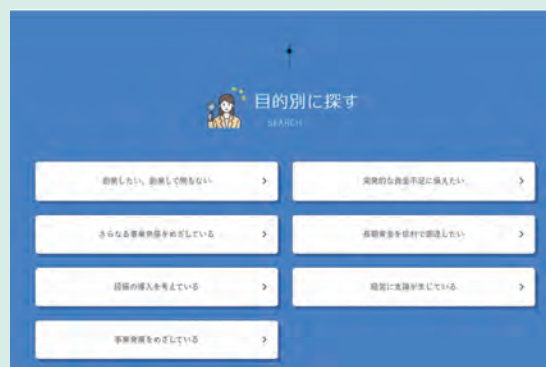 目的別に探す
SEARCH
創業したい、創業して間もない
突発的な資金不足に備えたい
さらなる事業発展をめざしている
長期資金を低利で調達したい
設備の導入を考えている
経営に支障が生じている
事業発展をめざしている